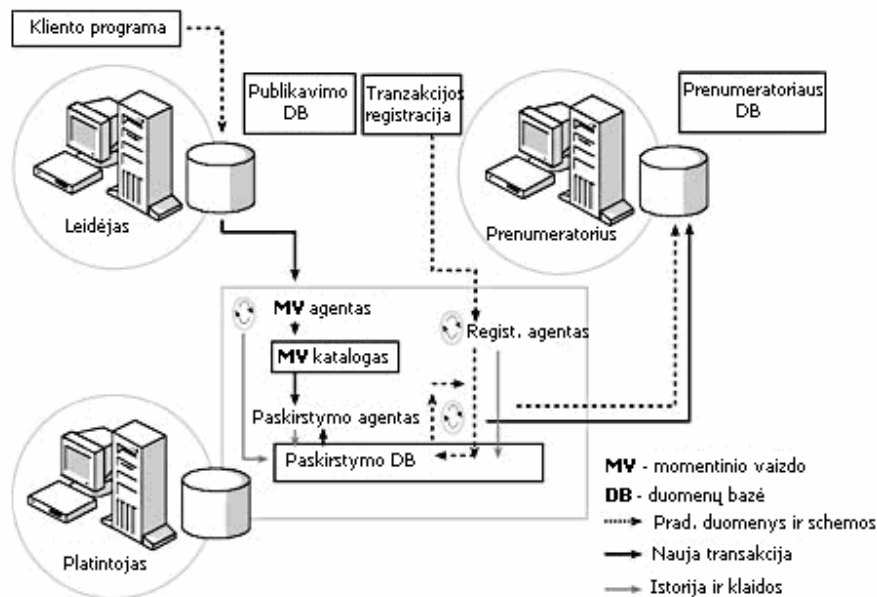 Kliento programa
Publikavimo
DB
Tranzakcijos
registracija
Prenumeratoriaus
DB
Leidėjas
Prenumeratorius
MV agentas
Regist. agentas
MV katalogas
Paskirstymo agentas
Paskirstymo DB
Platintojas
MV - momentinio vaizdo
DB - duomenų bazė
Prad. duomenys ir schemos
Nauja transakcija
Istorija ir klaidos